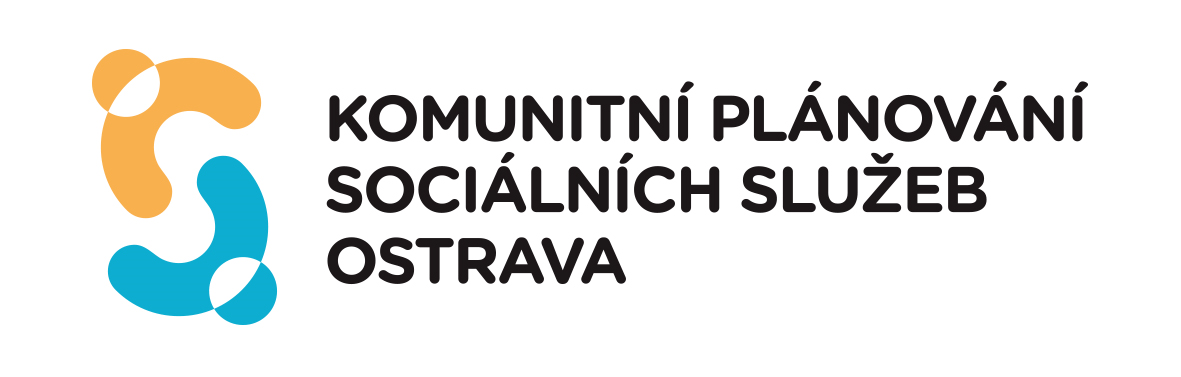 KOMUNITNÍ PLÁNOVÁNÍ
SOCIÁLNÍCH SLUŽEB
OSTRAVA